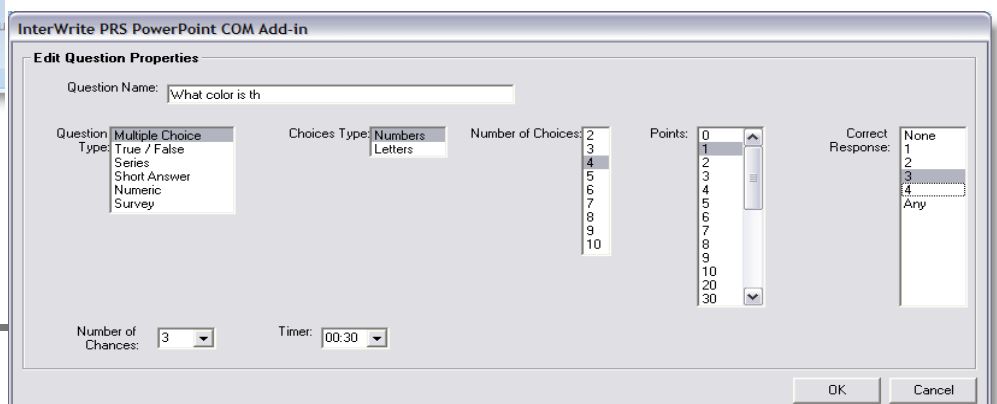 InterWrite PRS PowerPoint COM Add-in
Edit Question Properties
Question Name: What color is th
Question Type:
Multiple Choice
True / False
Series
Short Answer
Numeric
Survey
Choices Type:
Numbers
Letters
Number of Choices:
2
3
4
5
6
7
8
9
10
Points:
0
1
2
3
4
5
6
7
8
9
10
20
30
Correct
Response:
None
1
2
3
4
Any
Number of
Chances:
3
Timer:
00:30
OK
Cancel